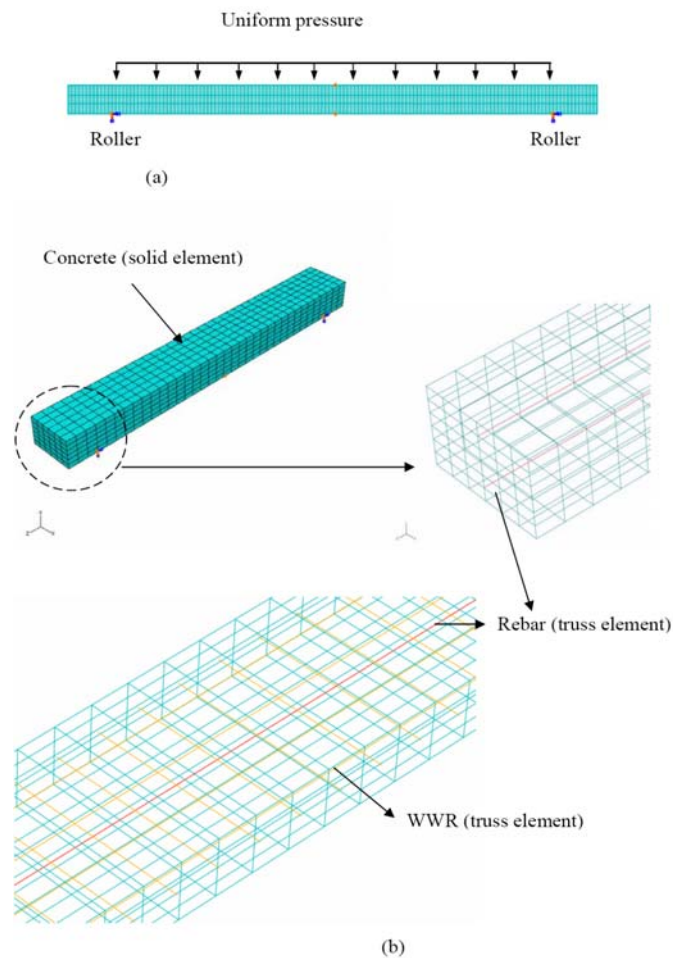 Uniform pressure
Roller
Roller
(a)
Concrete (solid element)
Rebar (truss element)
WWR (truss element)
(b)